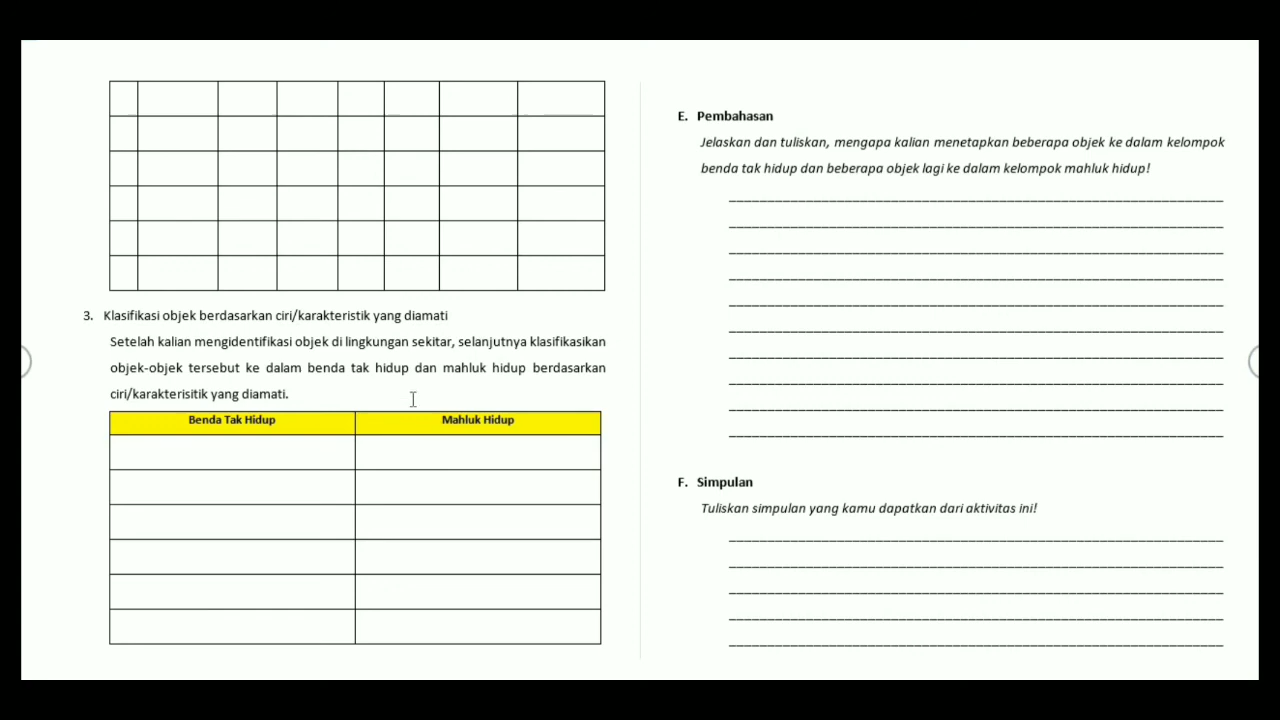 3. Klasifikasi objek berdasarkan ciri/karakteristik yang diamati
Setelah kalian mengidentifikasi objek di lingkungan sekitar, selanjutnya klasifikasikan
objek-objek tersebut ke dalam benda tak hidup dan mahluk hidup berdasarkan
ciri/karakterisitik yang diamati.
Benda Tak Hidup Mahluk Hidup
E. Pembahasan
Jelaskan dan tuliskan, mengapa kalian menetapkan beberapa objek ke dalam kelompok
benda tak hidup dan beberapa objek lagi ke dalam kelompok mahluk hidup!
F. Simpulan
Tuliskan simpulan yang kamu dapatkan dari aktivitas ini!